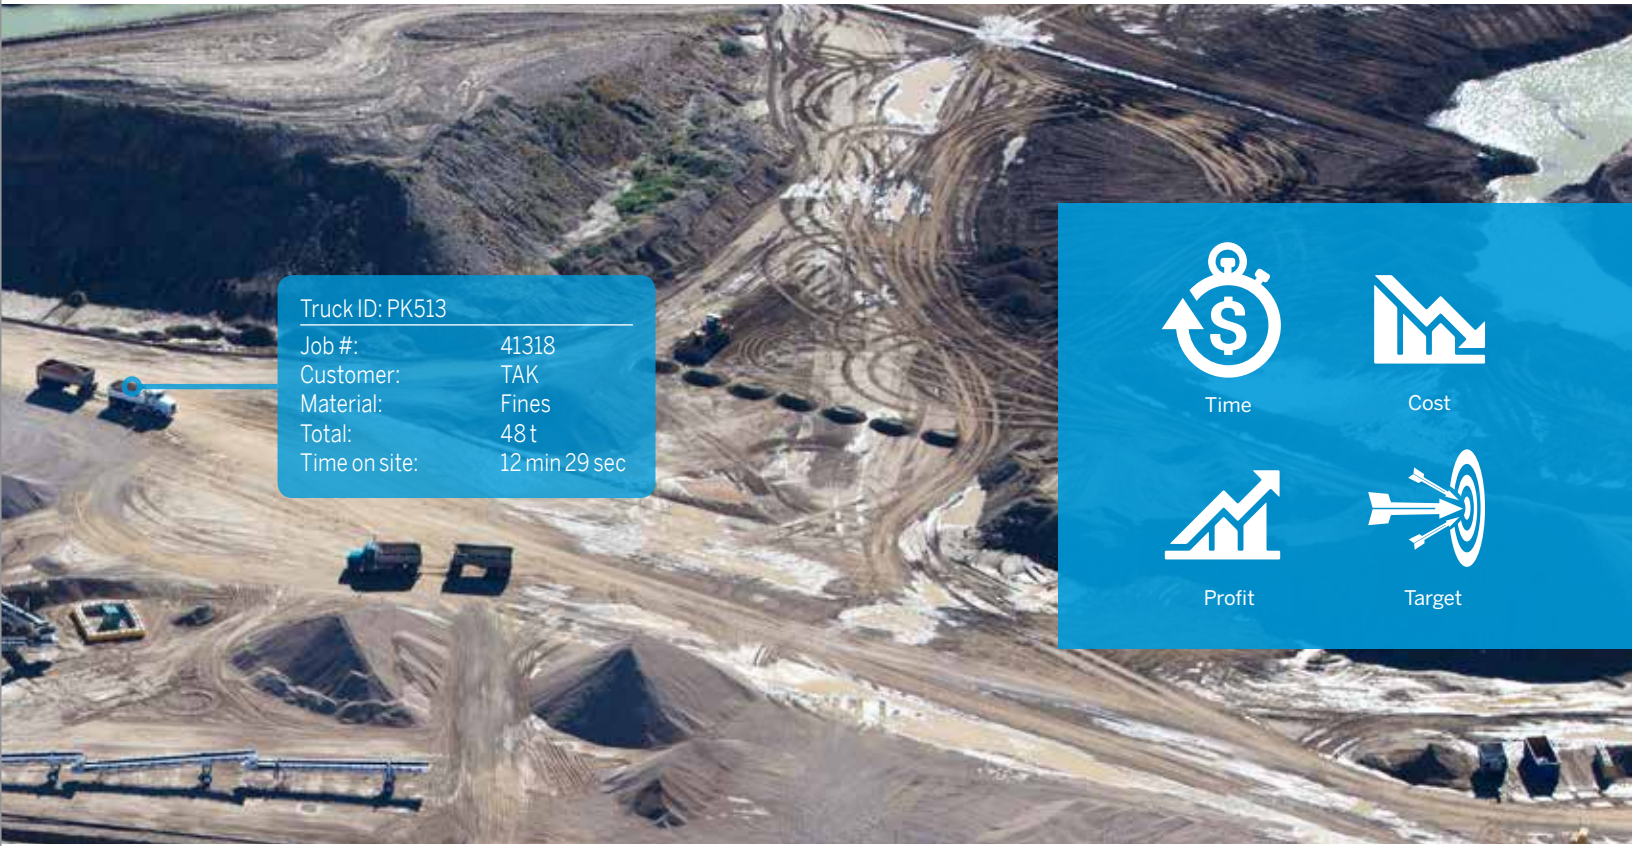 Truck ID: PK513
Job #: 41318
Customer: TAK
Material: Fines
Total: 48 t
Time on site: 12 min 29 sec
$
Time
Cost
Profit
Target